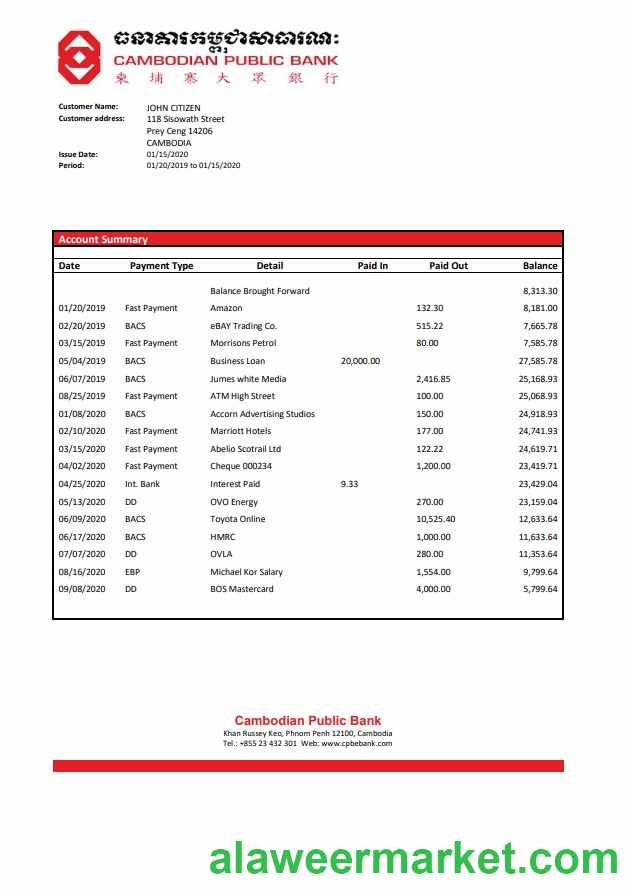 ធនាគារកម្ពុជាសាធារណៈ
CAMBODIAN PUBLIC BANK
柬 埔 寨 大 眾 銀 行
Customer Name: JOHN CITIZEN
Customer address: 118 Sisowath Street
Prey Ceng 14206
CAMBODIA
Issue Date: 01/15/2020
Period: 01/20/2019 to 01/15/2020
Account Summary
Date Payment Type Detail Paid In Paid Out Balance
Balance Brought Forward 8,313.30
01/20/2019 Fast Payment Amazon 132.30 8,181.00
02/20/2019 BACS eBAY Trading Co. 515.22 7,665.78
03/15/2019 Fast Payment Morrisons Petrol 80.00 7,585.78
05/04/2019 BACS Business Loan 20,000.00 27,585.78
06/07/2019 BACS Jumes white Media 2,416.85 25,168.93
08/25/2019 Fast Payment ATM High Street 100.00 25,068.93
01/08/2020 BACS Accorn Advertising Studios 150.00 24,918.93
02/10/2020 Fast Payment Marriott Hotels 177.00 24,741.93
03/15/2020 Fast Payment Abelio Scotrail Ltd 122.22 24,619.71
04/02/2020 Fast Payment Cheque 000234 1,200.00 23,419.71
04/25/2020 Int. Bank Interest Paid 9.33 23,429.04
05/13/2020 DD OVO Energy 270.00 23,159.04
06/09/2020 BACS Toyota Online 10,525.40 12,633.64
06/17/2020 BACS HMRC 1,000.00 11,633.64
07/07/2020 DD OVLA 280.00 11,353.64
08/16/2020 EBP Michael Kor Salary 1,554.00 9,799.64
09/08/2020 DD BOS Mastercard 4,000.00 5,799.64
Cambodian Public Bank
Khan Russey Keo, Phnom Penh 12100, Cambodia
Tel.: +855 23 432 301 Web: www.cpbebank.com
alaweermarket.com